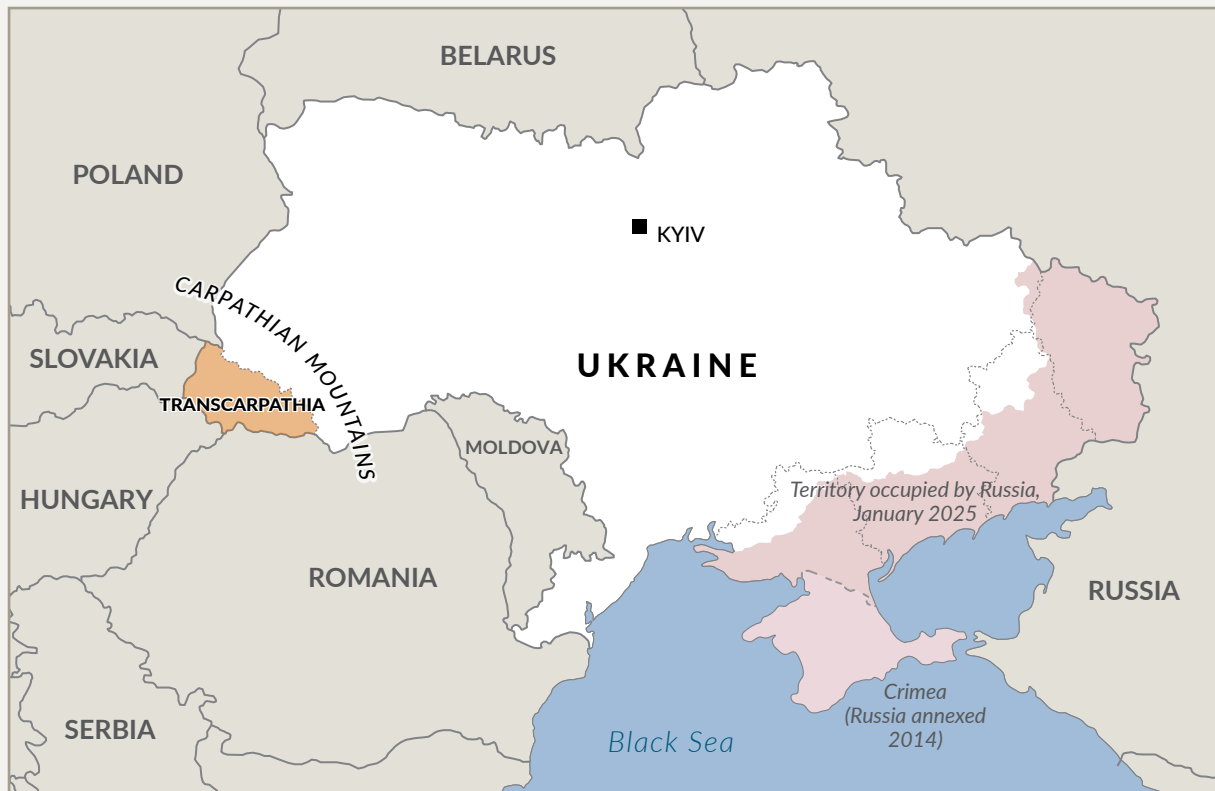 BELARUS
POLAND
KYIV
CARPATHIAN MOUNTAINS
SLOVAKIA
UKRAINE
TRANSCARPATHIA
MOLDOVA
HUNGARY
Territory occupied by Russia,
January 2025
ROMANIA
RUSSIA
Crimea
(Russia annexed
2014)
SERBIA
Black Sea